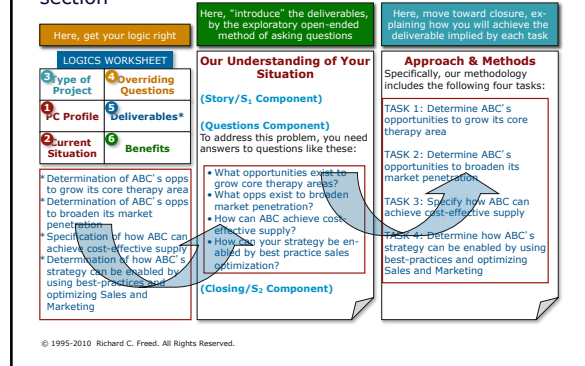 section
Here, get your logic right
LOGICS WORKSHEET
3 Type of
Project
4 Overriding
Questions
1 PC Profile
5 Deliverables*
2 Current
Situation
6 Benefits
* Determination of ABC's opps
to grow its core therapy area
* Determination of ABC's opps
to broaden its market
penetration
* Specification of how ABC can
achieve cost-effective supply
* Determination of how ABC's
strategy can be enabled by
using best-practices and
optimizing Sales and
Marketing
Here, "introduce" the deliverables,
by the exploratory open-ended
method of asking questions
Our Understanding of Your
Situation
(Story/S₁ Component)
(Questions Component)
To address this problem, you need
answers to questions like these:
• What opportunities exist to
grow core therapy areas?
• What opps exist to broaden
market penetration?
• How can ABC achieve cost-
effective supply?
• How can your strategy be en-
abled by best practice sales
optimization?
(Closing/S₂ Component)
Here, move toward closure, ex-
plaining how you will achieve the
deliverable implied by each task
Approach & Methods
Specifically, our methodology
includes the following four tasks:
TASK 1: Determine ABC's
opportunities to grow its core
therapy area
TASK 2: Determine ABC's
opportunities to broaden its
market penetration
TASK 3: Specify how ABC can
achieve cost-effective supply
TASK 4: Determine how ABC's
strategy can be enabled by using
best-practices and optimizing
Sales and Marketing
© 1995-2010 Richard C. Freed. All Rights Reserved.